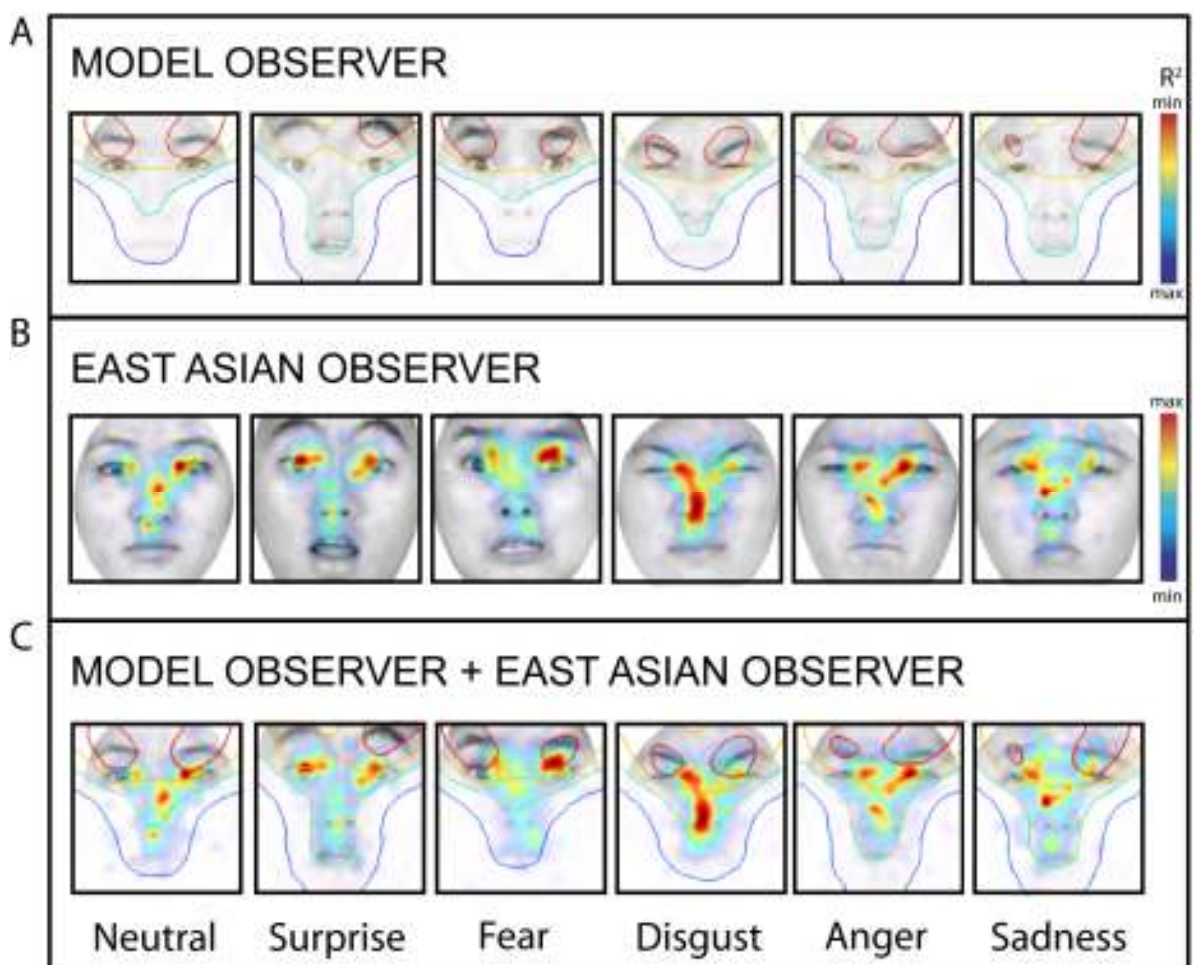 A
MODEL OBSERVER
R²
min
max
B
EAST ASIAN OBSERVER
max
min
C
MODEL OBSERVER + EAST ASIAN OBSERVER
Neutral Surprise Fear Disgust Anger Sadness